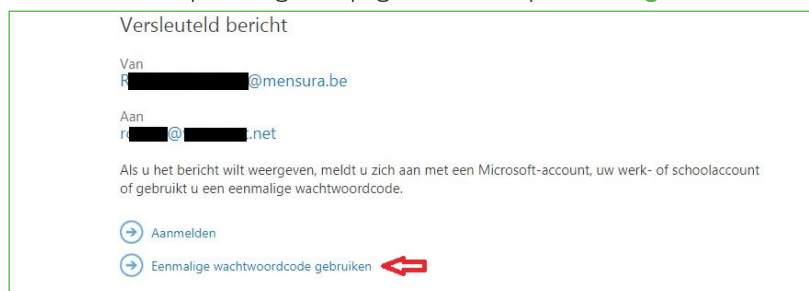 Versleuteld bericht
Van
R @mensura.be
Aan
r @ .net
Als u het bericht wilt weergeven, meldt u zich aan met een Microsoft-account, uw werk- of schoolaccount
of gebruikt u een eenmalige wachtwoordcode.
Aanmelden
Eenmalige wachtwoordcode gebruiken